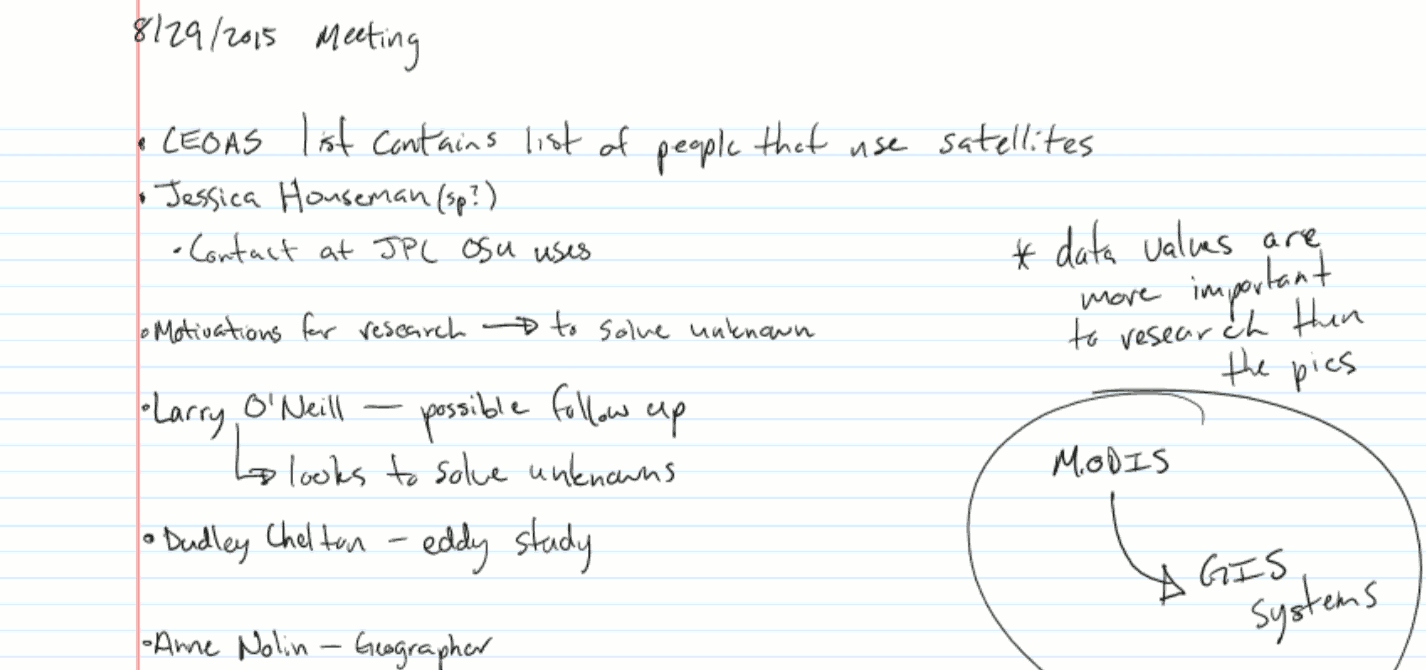 8/29/2015 Meeting
• CEOAS list contains list of people that use satellites
• Jessica Houseman (sp?)
• Contact at JPL OSU uses
• Motivations for research → to solve unknown
* data values are
more important
to research then
the pics
• Larry O'Neill — possible follow up
↳ looks to solve unknowns
• Dudley Chelton - eddy study
• Anne Nolin - Geographer
MODIS
GIS
systems